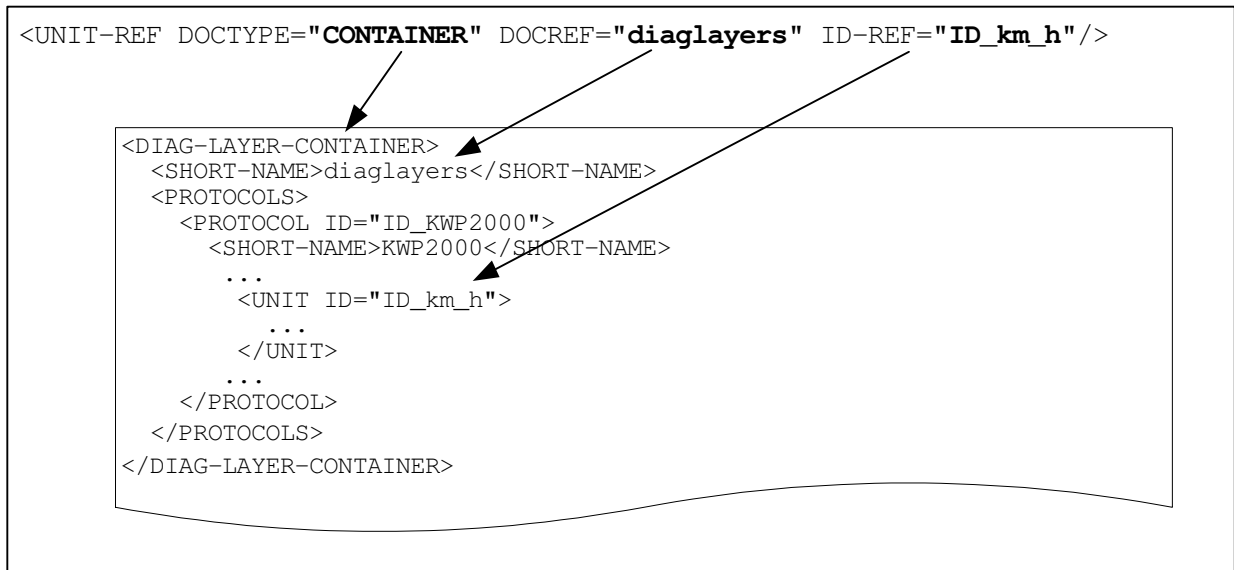 <UNIT-REF DOCTYPE="CONTAINER" DOCREF="diaglayers" ID-REF="ID_km_h"/>
<DIAG-LAYER-CONTAINER>
<SHORT-NAME>diaglayers</SHORT-NAME>
<PROTOCOLS>
<PROTOCOL ID="ID_KWP2000">
<SHORT-NAME>KWP2000</SHORT-NAME>
...
<UNIT ID="ID_km_h">
...
</UNIT>
...
</PROTOCOL>
</PROTOCOLS>
</DIAG-LAYER-CONTAINER>